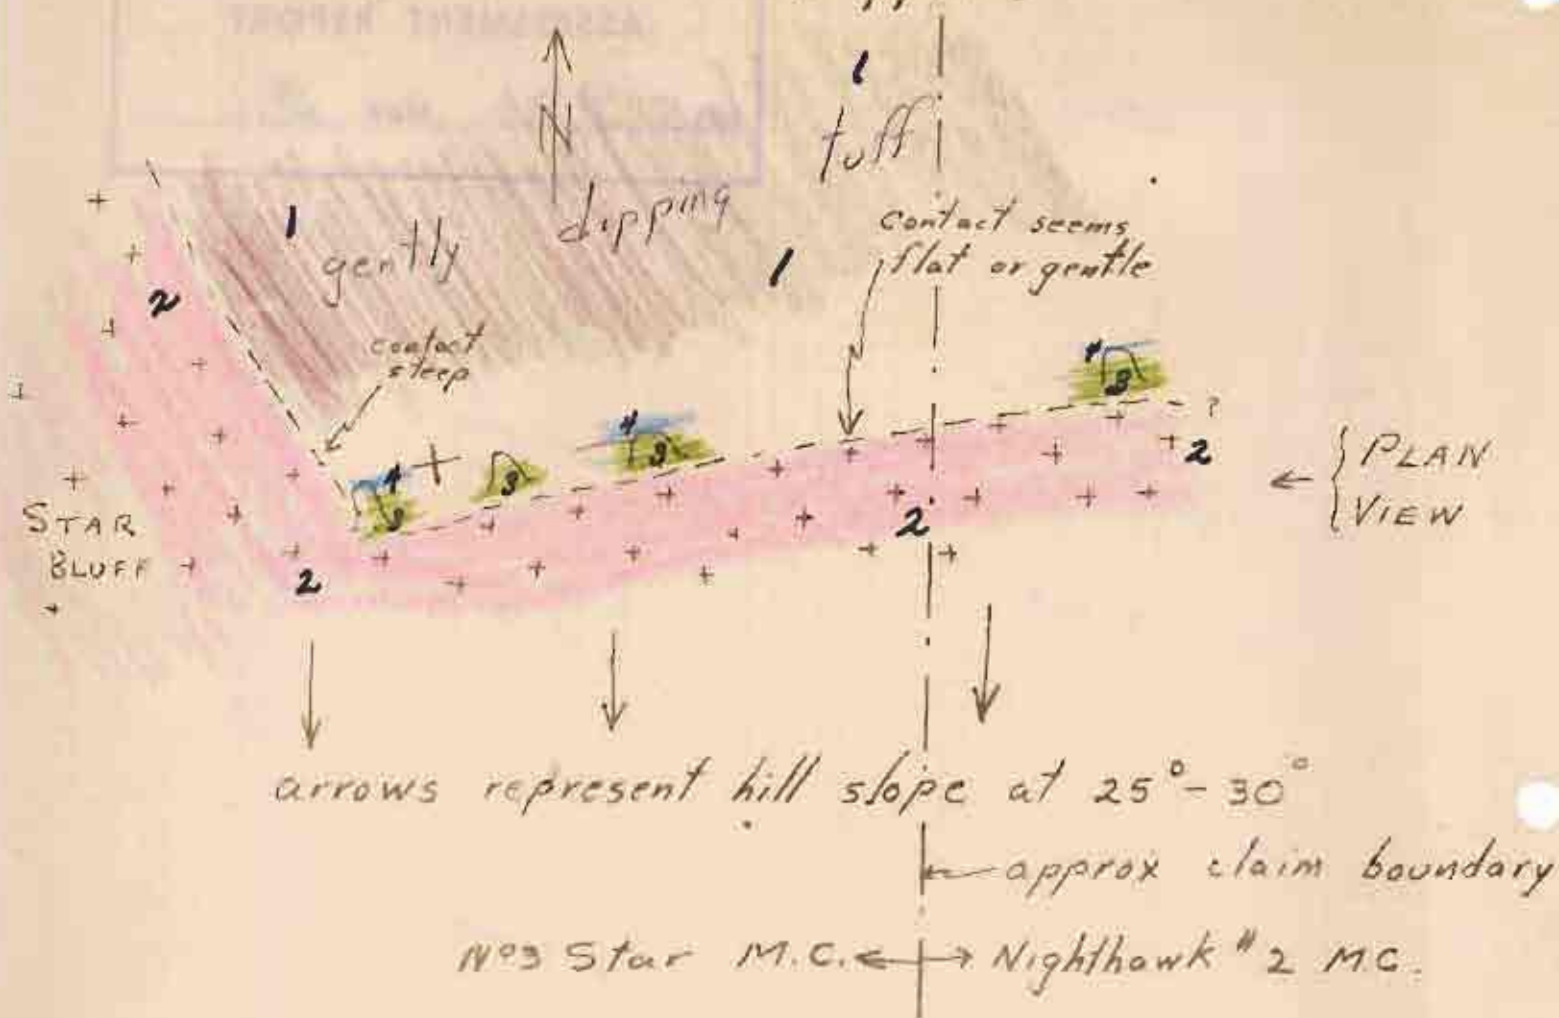 ASSESSMENT REPORT
N
1
tuff
1
gently
dipping
1
contact seems
flat or gentle
2
contact
steep
4
3
4
3
3
4
3
?
2
2
2
STAR
BLUFF
PLAN
VIEW
arrows represent hill slope at 25° - 30°
approx claim boundary
Nº3 Star M.C. Nighthawk #2 M.C.